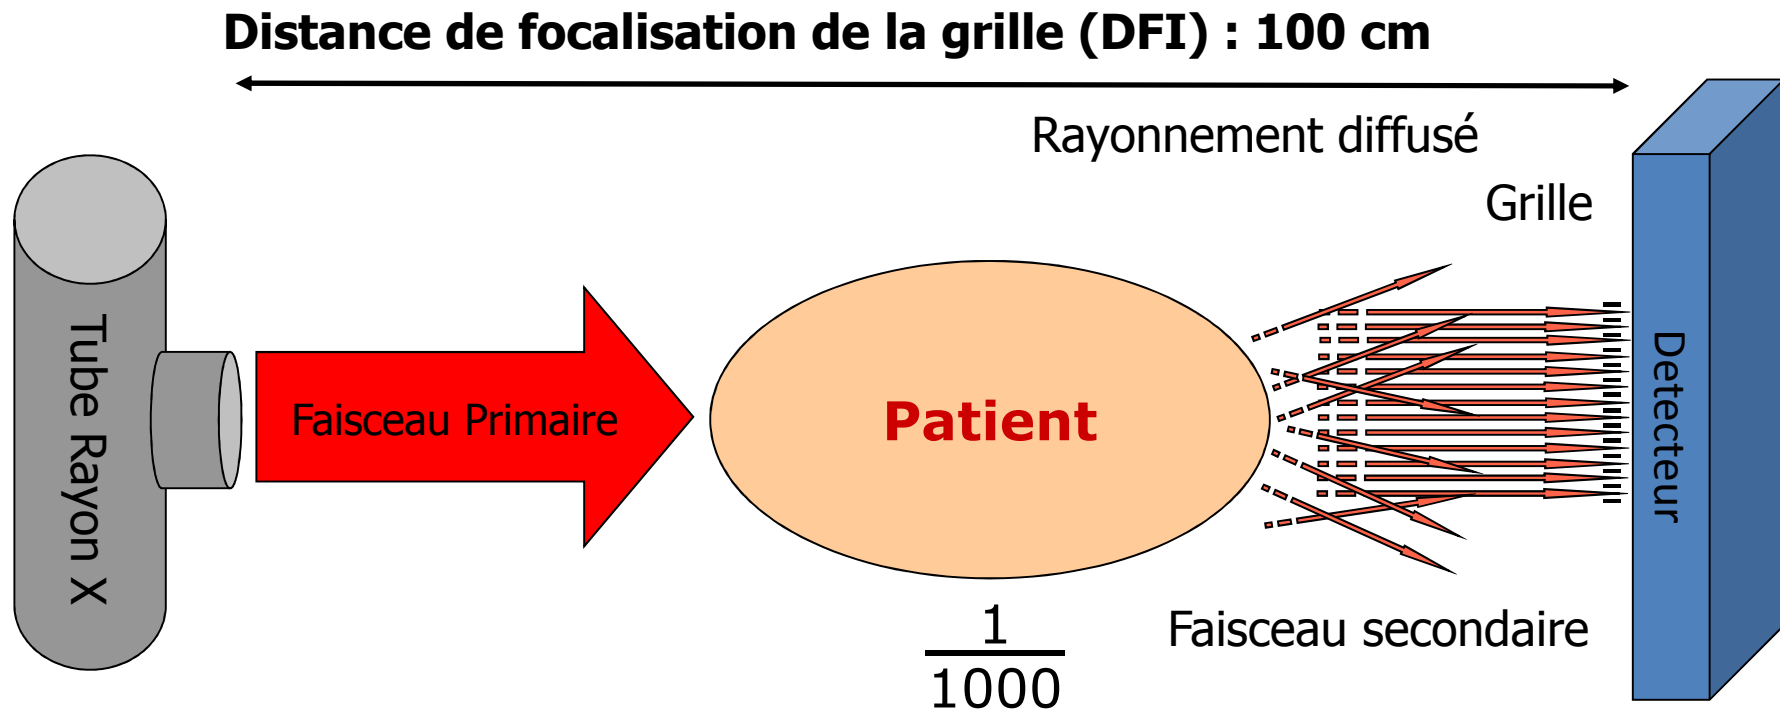 Distance de focalisation de la grille (DFI) : 100 cm
Rayonnement diffusé
Grille
Tube Rayon X
Faisceau Primaire
Patient
Detecteur
Faisceau secondaire
1
1000